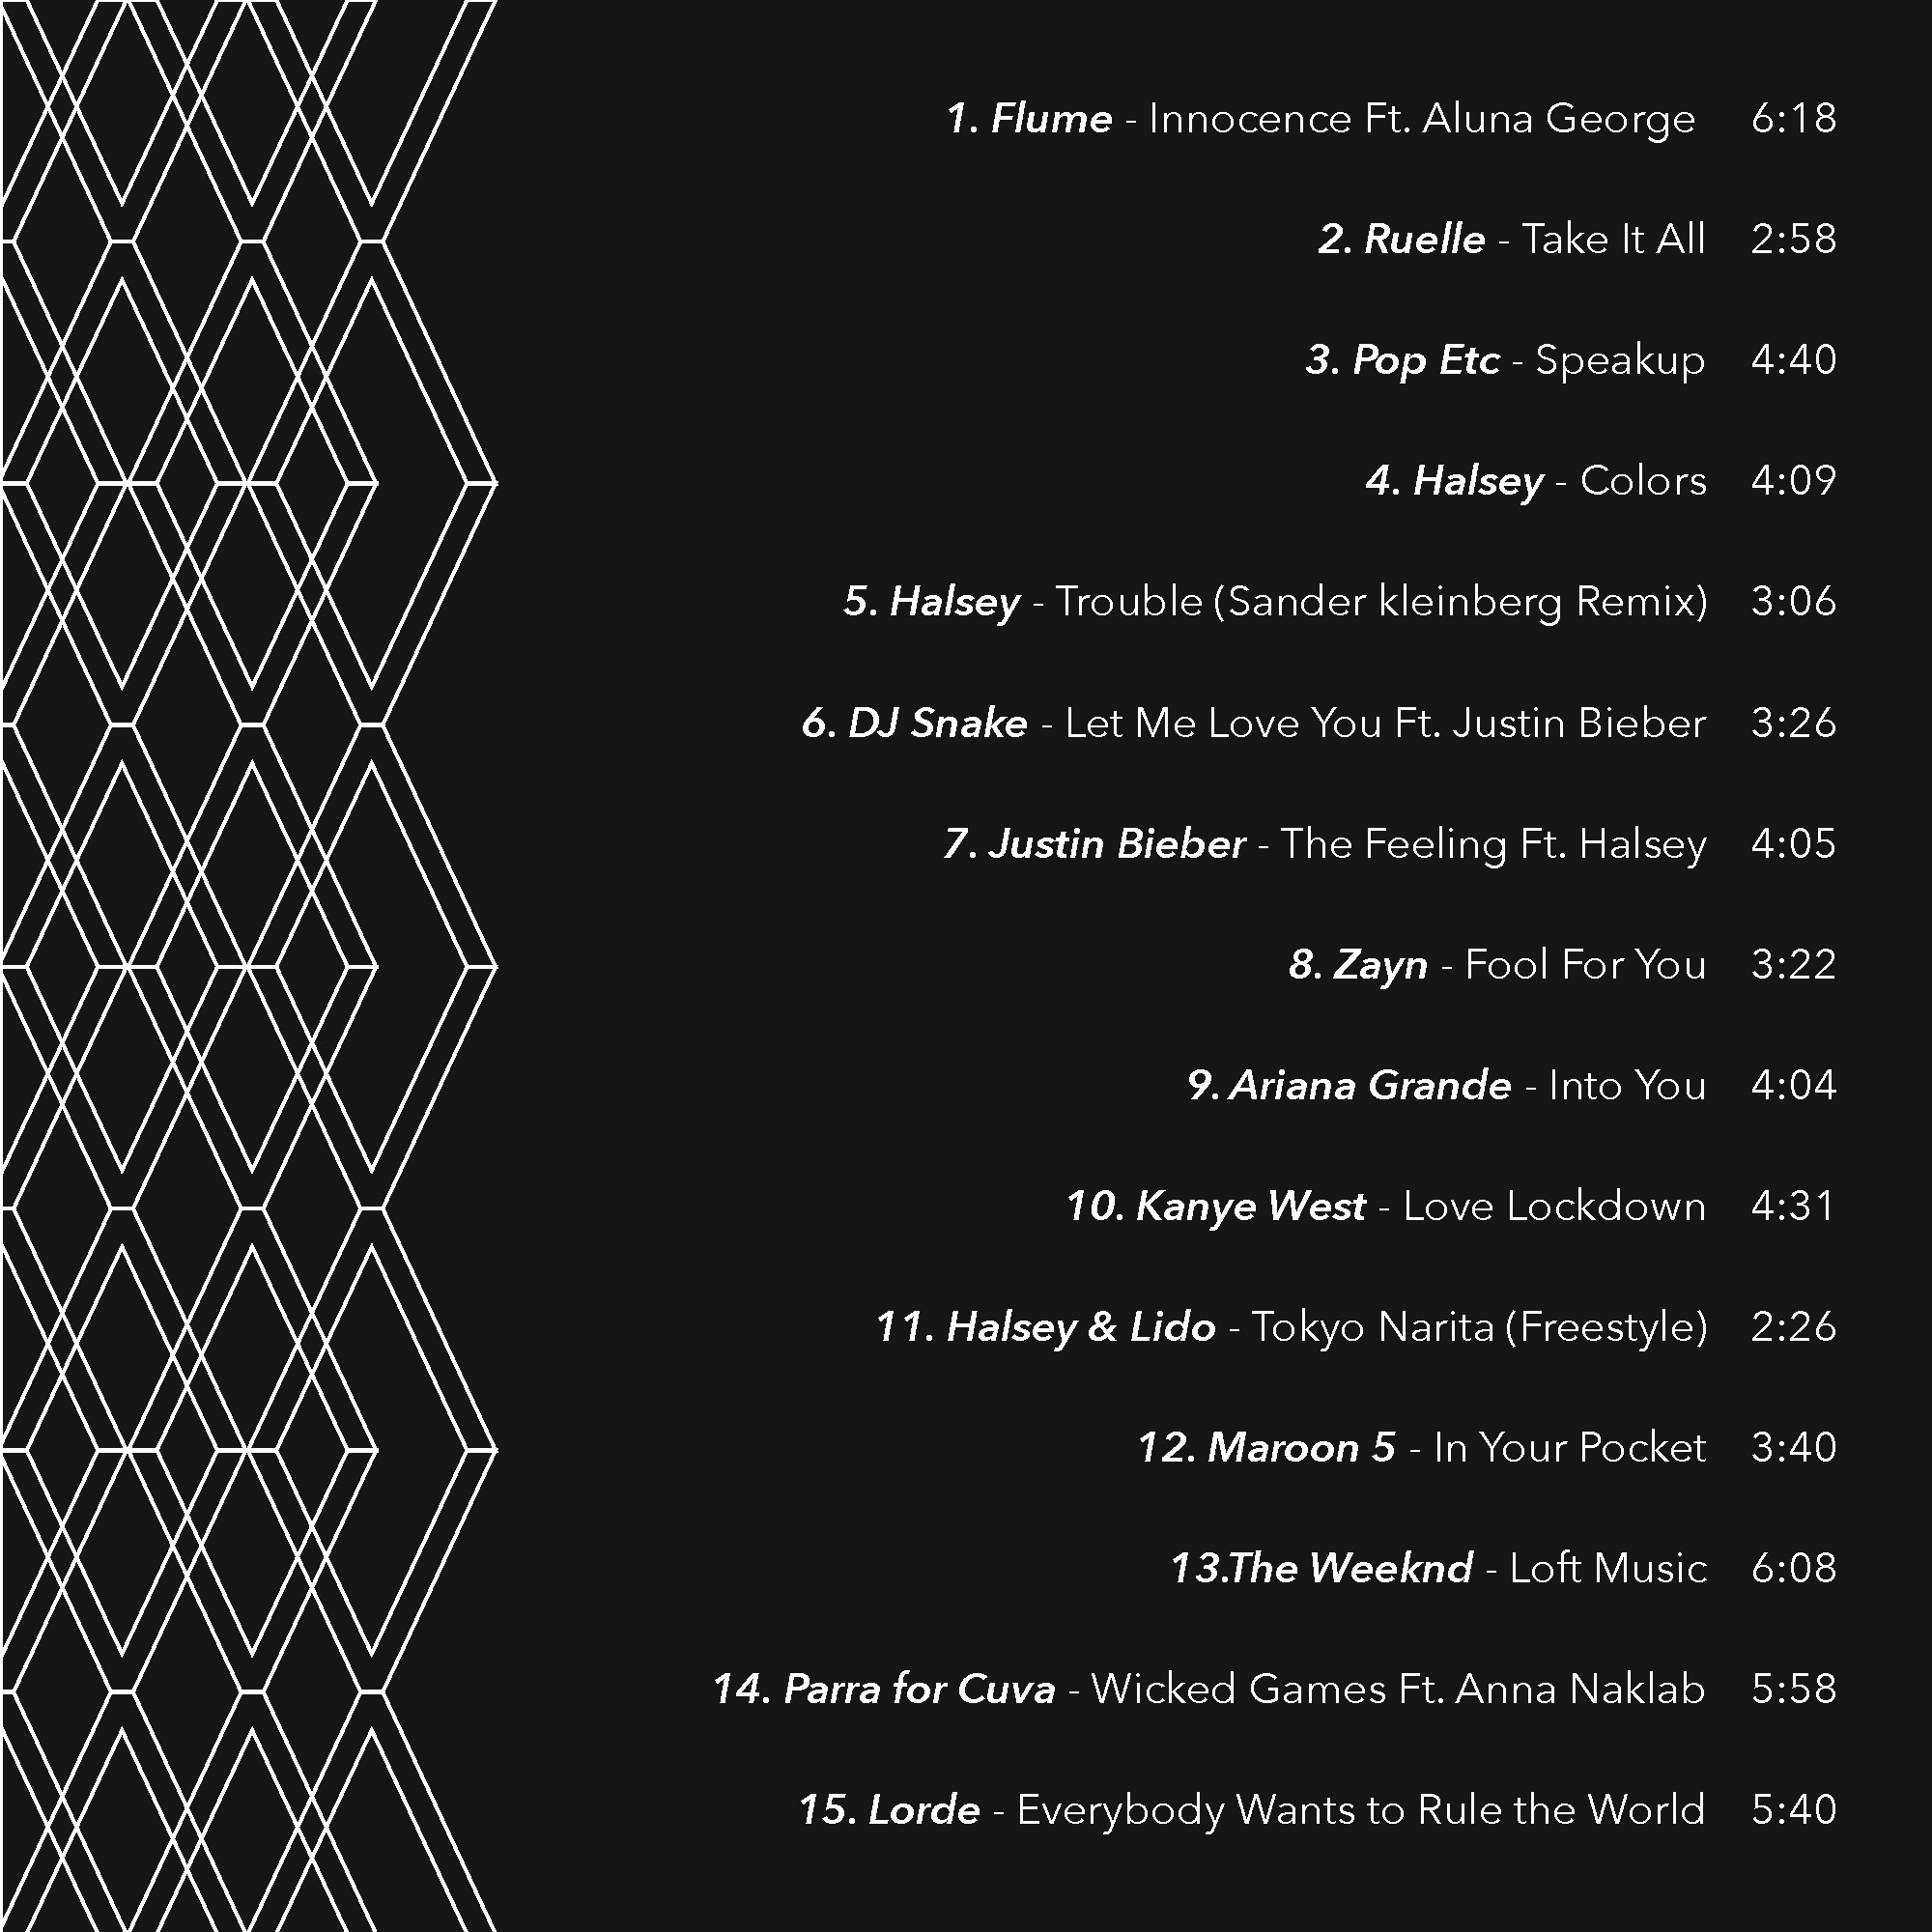 1. Flume - Innocence Ft. Aluna George 6:18
2. Ruelle - Take It All 2:58
3. Pop Etc - Speakup 4:40
4. Halsey - Colors 4:09
5. Halsey - Trouble (Sander kleinberg Remix) 3:06
6. DJ Snake - Let Me Love You Ft. Justin Bieber 3:26
7. Justin Bieber - The Feeling Ft. Halsey 4:05
8. Zayn - Fool For You 3:22
9. Ariana Grande - Into You 4:04
10. Kanye West - Love Lockdown 4:31
11. Halsey & Lido - Tokyo Narita (Freestyle) 2:26
12. Maroon 5 - In Your Pocket 3:40
13.The Weeknd - Loft Music 6:08
14. Parra for Cuva - Wicked Games Ft. Anna Naklab 5:58
15. Lorde - Everybody Wants to Rule the World 5:40